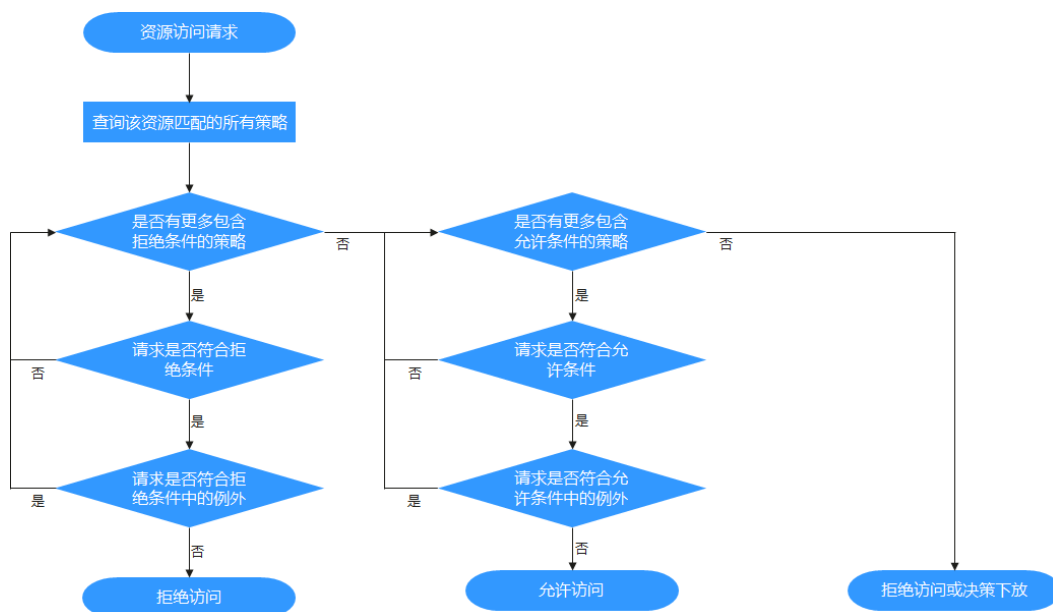 资源访问请求
查询该资源匹配的所有策略
是否有更多包含
拒绝条件的策略
否
是
请求是否符合拒
绝条件
否
是
请求是否符合拒
绝条件中的例外
是
否
拒绝访问
是否有更多包含
允许条件的策略
否
是
请求是否符合允
许条件
否
是
请求是否符合允
许条件中的例外
是
否
允许访问
拒绝访问或决策下放